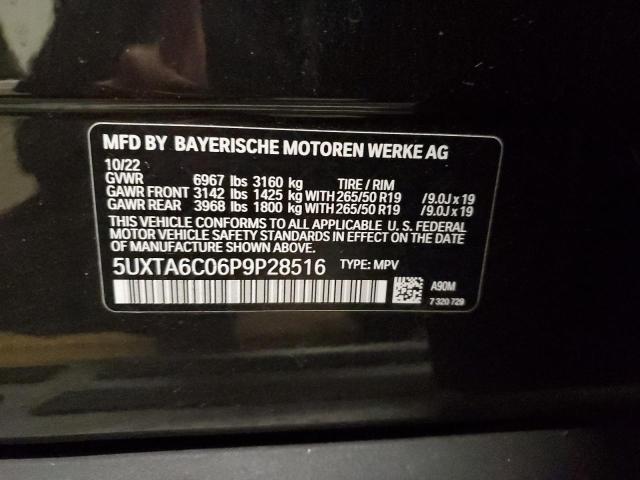 MFD BY BAYERISCHE MOTOREN WERKE AG
10/22
GVWR 6967 lbs 3160 kg TIRE / RIM
GAWR FRONT 3142 lbs 1425 kg WITH 265/50 R19 /9.0J x 19
GAWR REAR 3968 lbs 1800 kg WITH 265/50 R19 /9.0J x 19
THIS VEHICLE CONFORMS TO ALL APPLICABLE U. S. FEDERAL
MOTOR VEHICLE SAFETY STANDARDS IN EFFECT ON THE DATE
OF MANUFACTURE SHOWN ABOVE.
5UXTA6C06P9P28516 TYPE: MPV
A90M
7 320 729